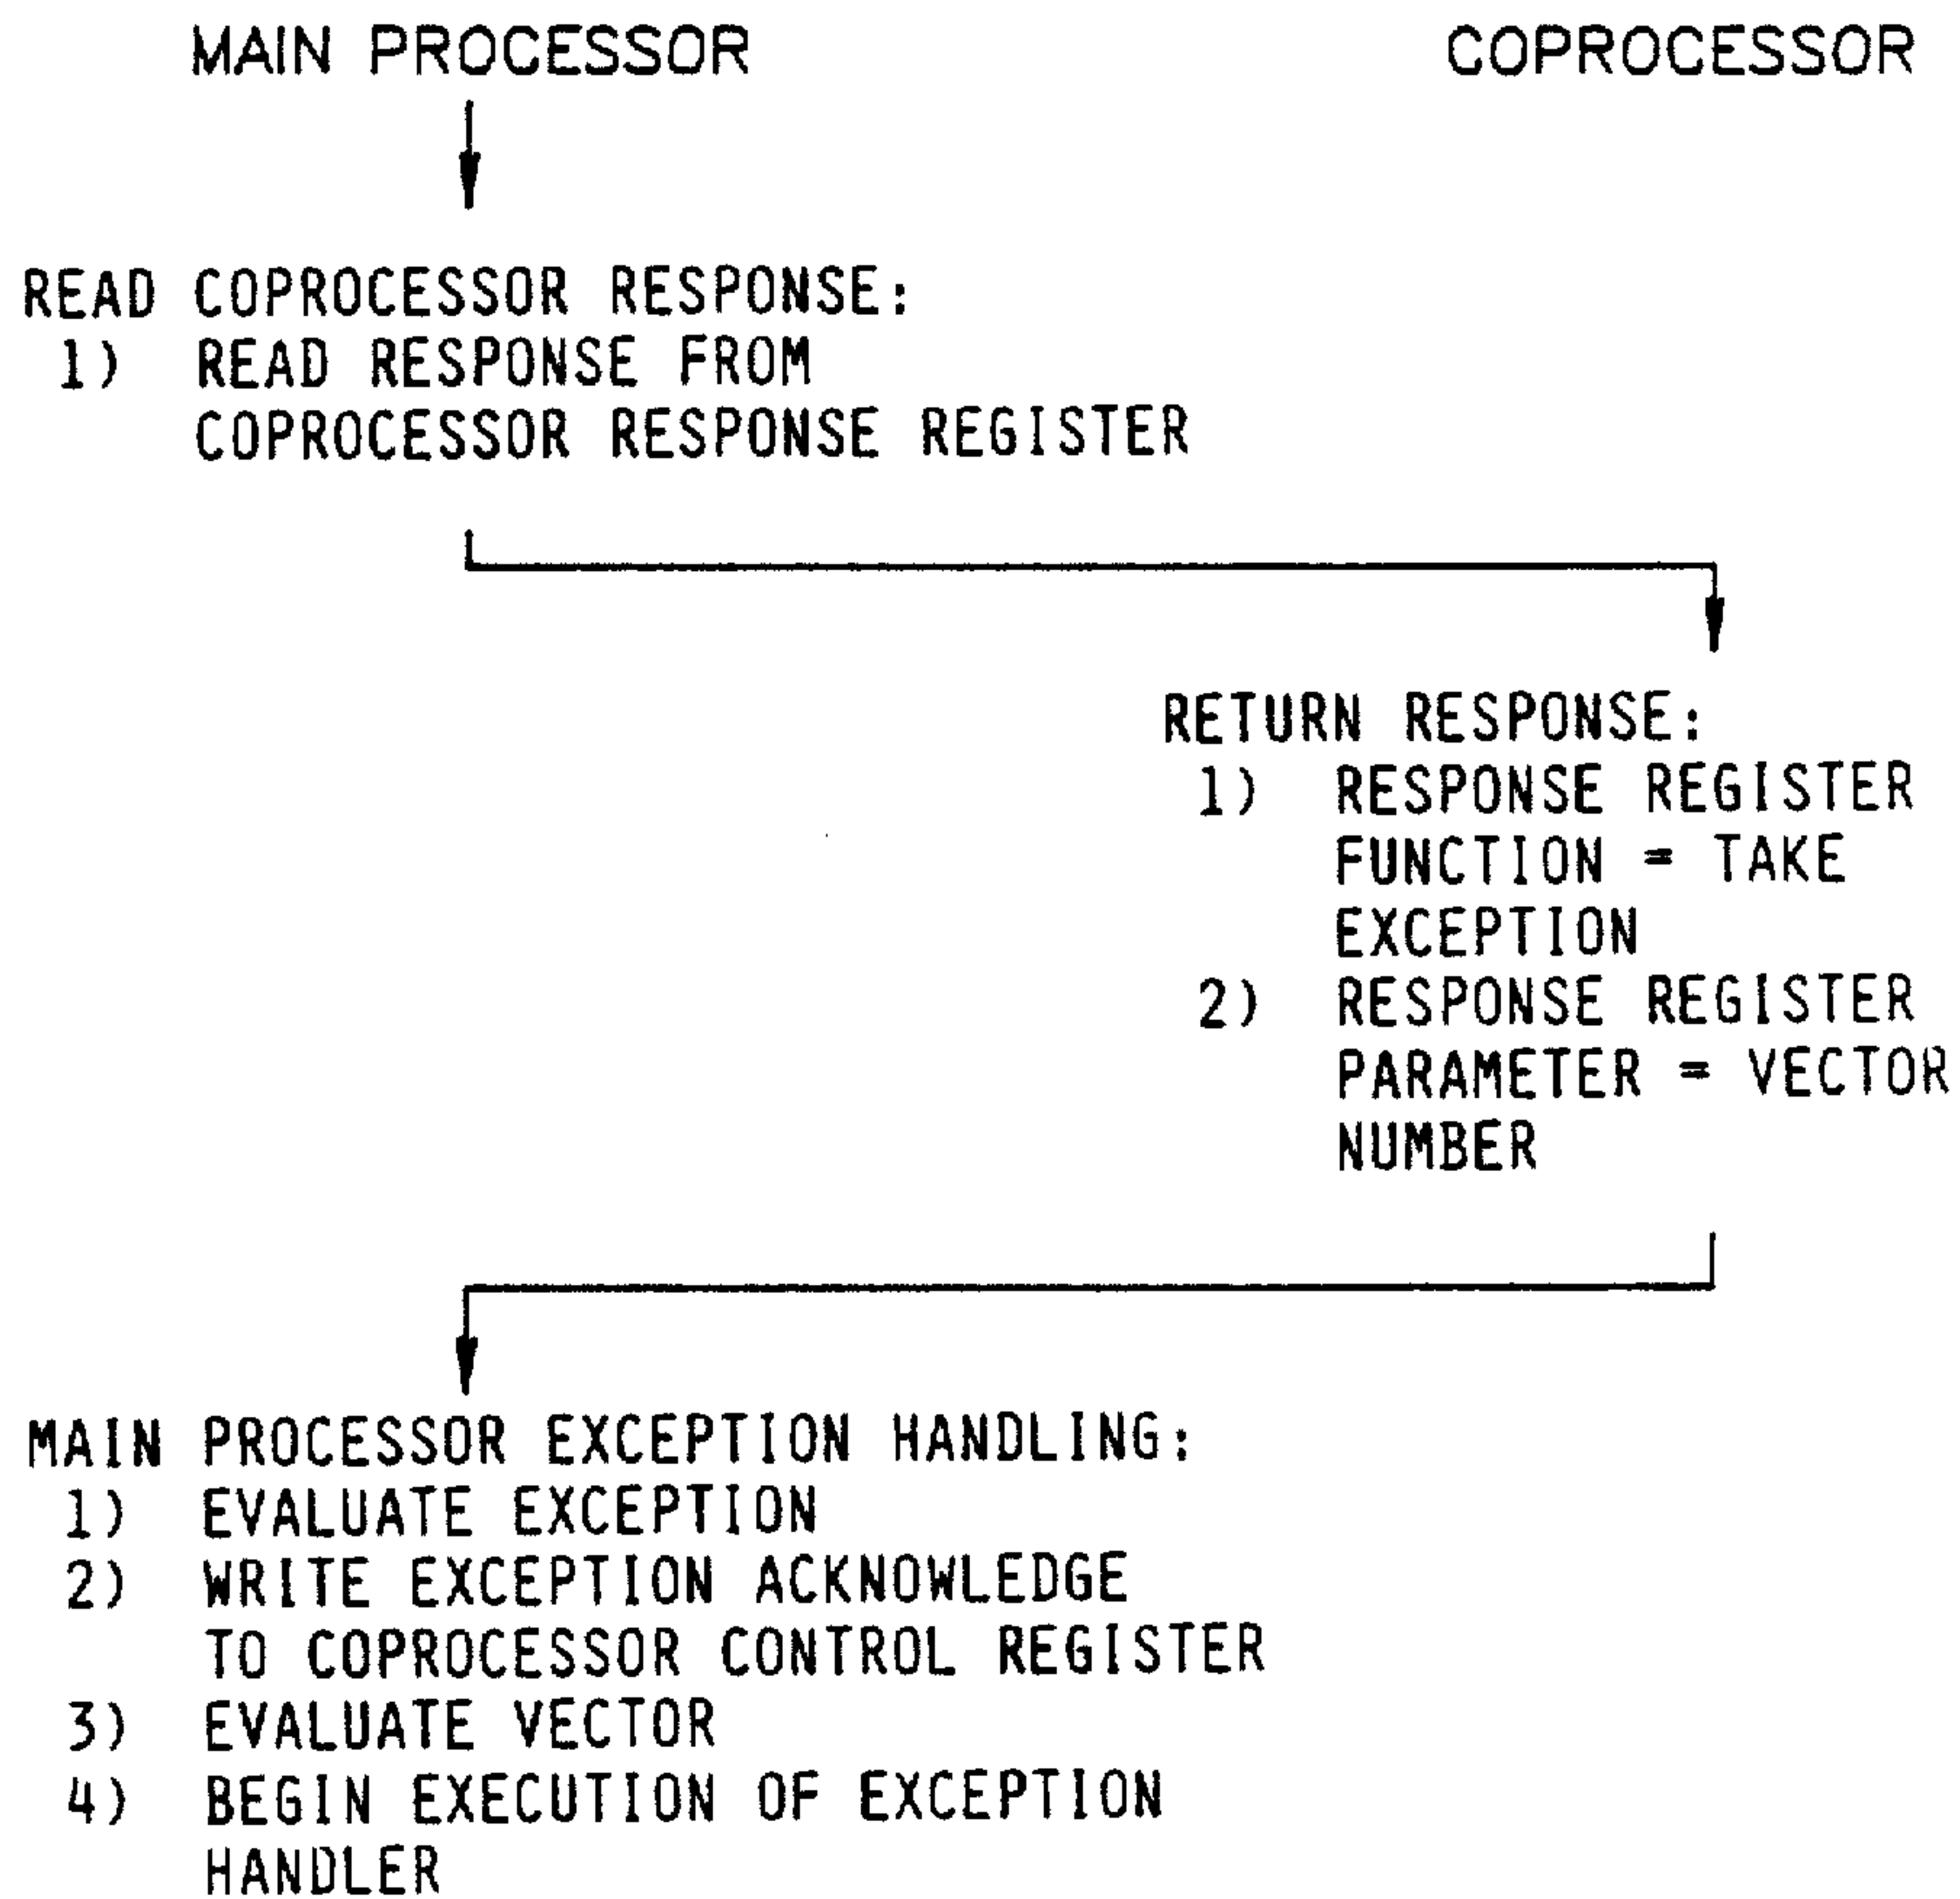 MAIN PROCESSOR
COPROCESSOR
READ COPROCESSOR RESPONSE:
1) READ RESPONSE FROM
COPROCESSOR RESPONSE REGISTER
RETURN RESPONSE:
1) RESPONSE REGISTER
FUNCTION = TAKE
EXCEPTION
2) RESPONSE REGISTER
PARAMETER = VECTOR
NUMBER
MAIN PROCESSOR EXCEPTION HANDLING:
1) EVALUATE EXCEPTION
2) WRITE EXCEPTION ACKNOWLEDGE
TO COPROCESSOR CONTROL REGISTER
3) EVALUATE VECTOR
4) BEGIN EXECUTION OF EXCEPTION
HANDLER